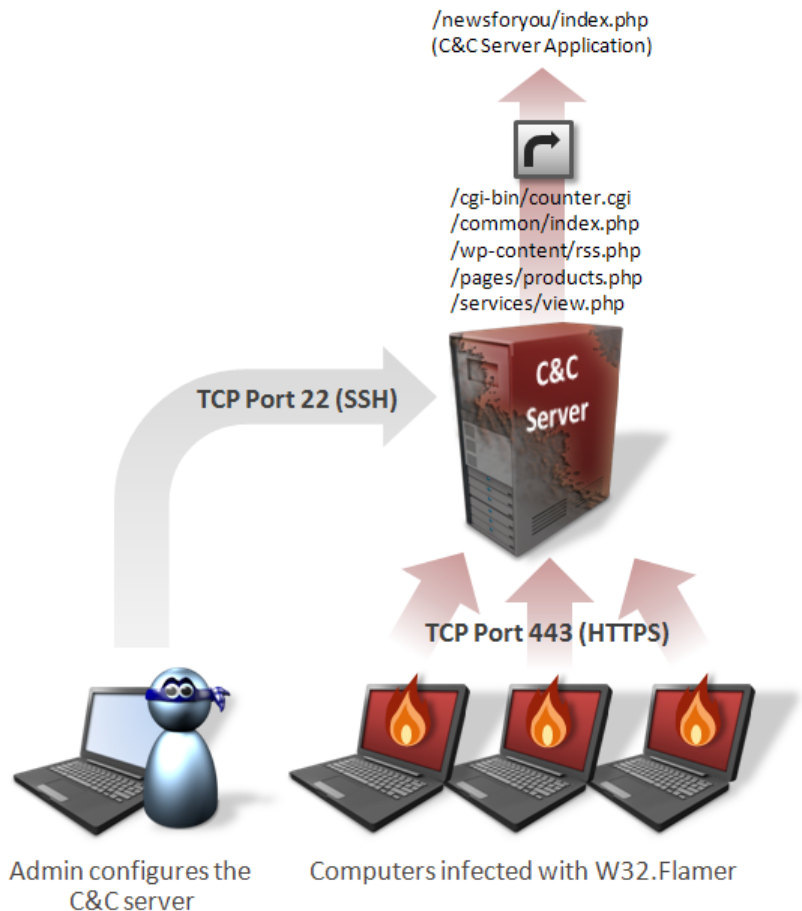 /newsforyou/index.php
(C&C Server Application)
/cgi-bin/counter.cgi
/common/index.php
/wp-content/rss.php
/pages/products.php
/services/view.php
C&C
Server
TCP Port 22 (SSH)
TCP Port 443 (HTTPS)
Admin configures the
C&C server
Computers infected with W32.Flamer